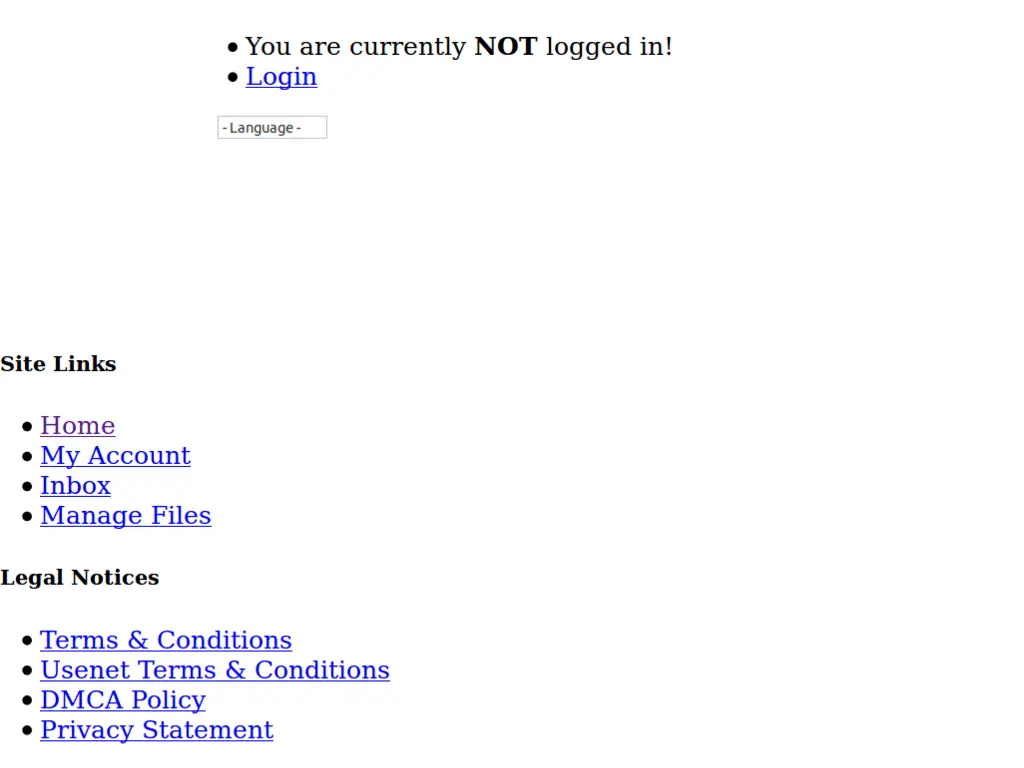 You are currently NOT logged in!
Login
-Language-
Site Links
Home
My Account
Inbox
Manage Files
Legal Notices
Terms & Conditions
Usenet Terms & Conditions
DMCA Policy
Privacy Statement